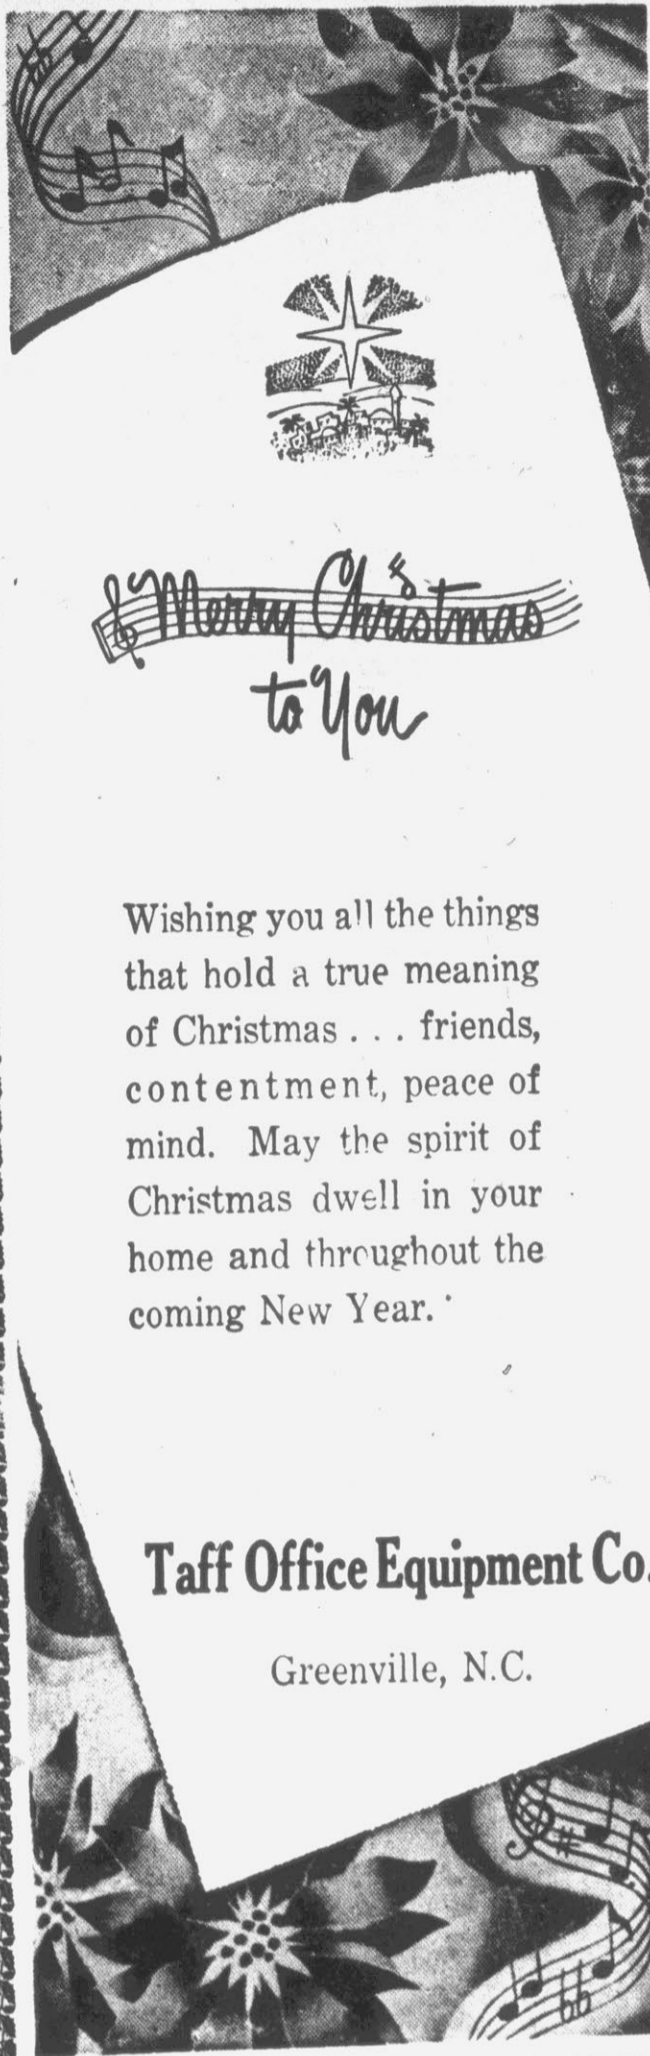 Merry Christmas
to You
Wishing you all the things
that hold a true meaning
of Christmas . . . friends,
contentment, peace of
mind. May the spirit of
Christmas dwell in your
home and throughout the
coming New Year.
Taff Office Equipment Co.
Greenville, N.C.